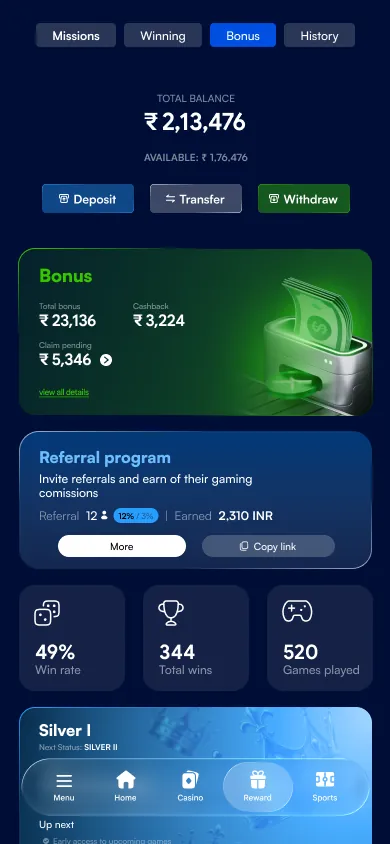 Missions Winning Bonus History
TOTAL BALANCE
₹ 2,13,476
AVAILABLE: ₹ 1,76,476
Deposit Transfer Withdraw
Bonus
Total bonus Cashback
₹ 23,136 ₹ 3,224
Claim pending
₹ 5,346
view all details
Referral program
Invite referrals and earn of their gaming
comissions
Referral 12 12% / 3% | Earned 2,310 INR
More Copy link
49% 344 520
Win rate Total wins Games played
Silver I
Next Status: SILVER II
Menu Home Casino Reward Sports
Up next
Early access to upcoming games